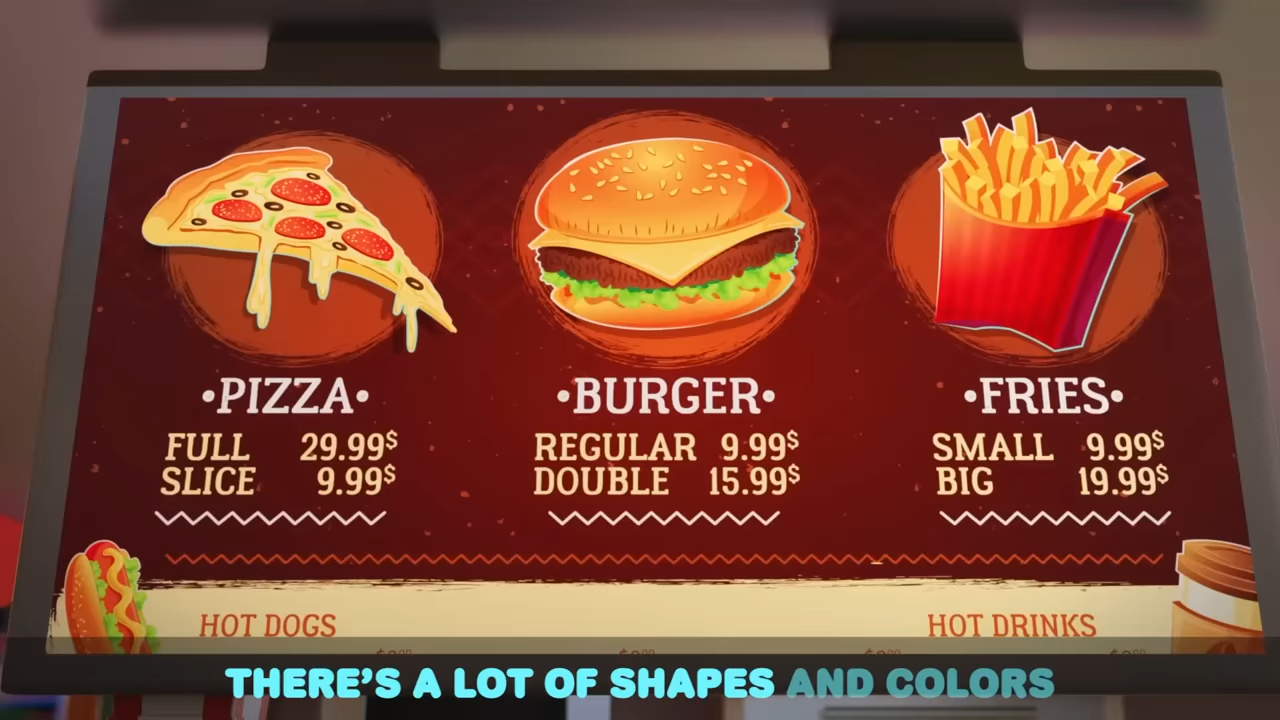 •PIZZA•
FULL 29.99$
SLICE 9.99$
•BURGER•
REGULAR 9.99$
DOUBLE 15.99$
•FRIES•
SMALL 9.99$
BIG 19.99$
HOT DOGS
HOT DRINKS
THERE'S A LOT OF SHAPES AND COLORS